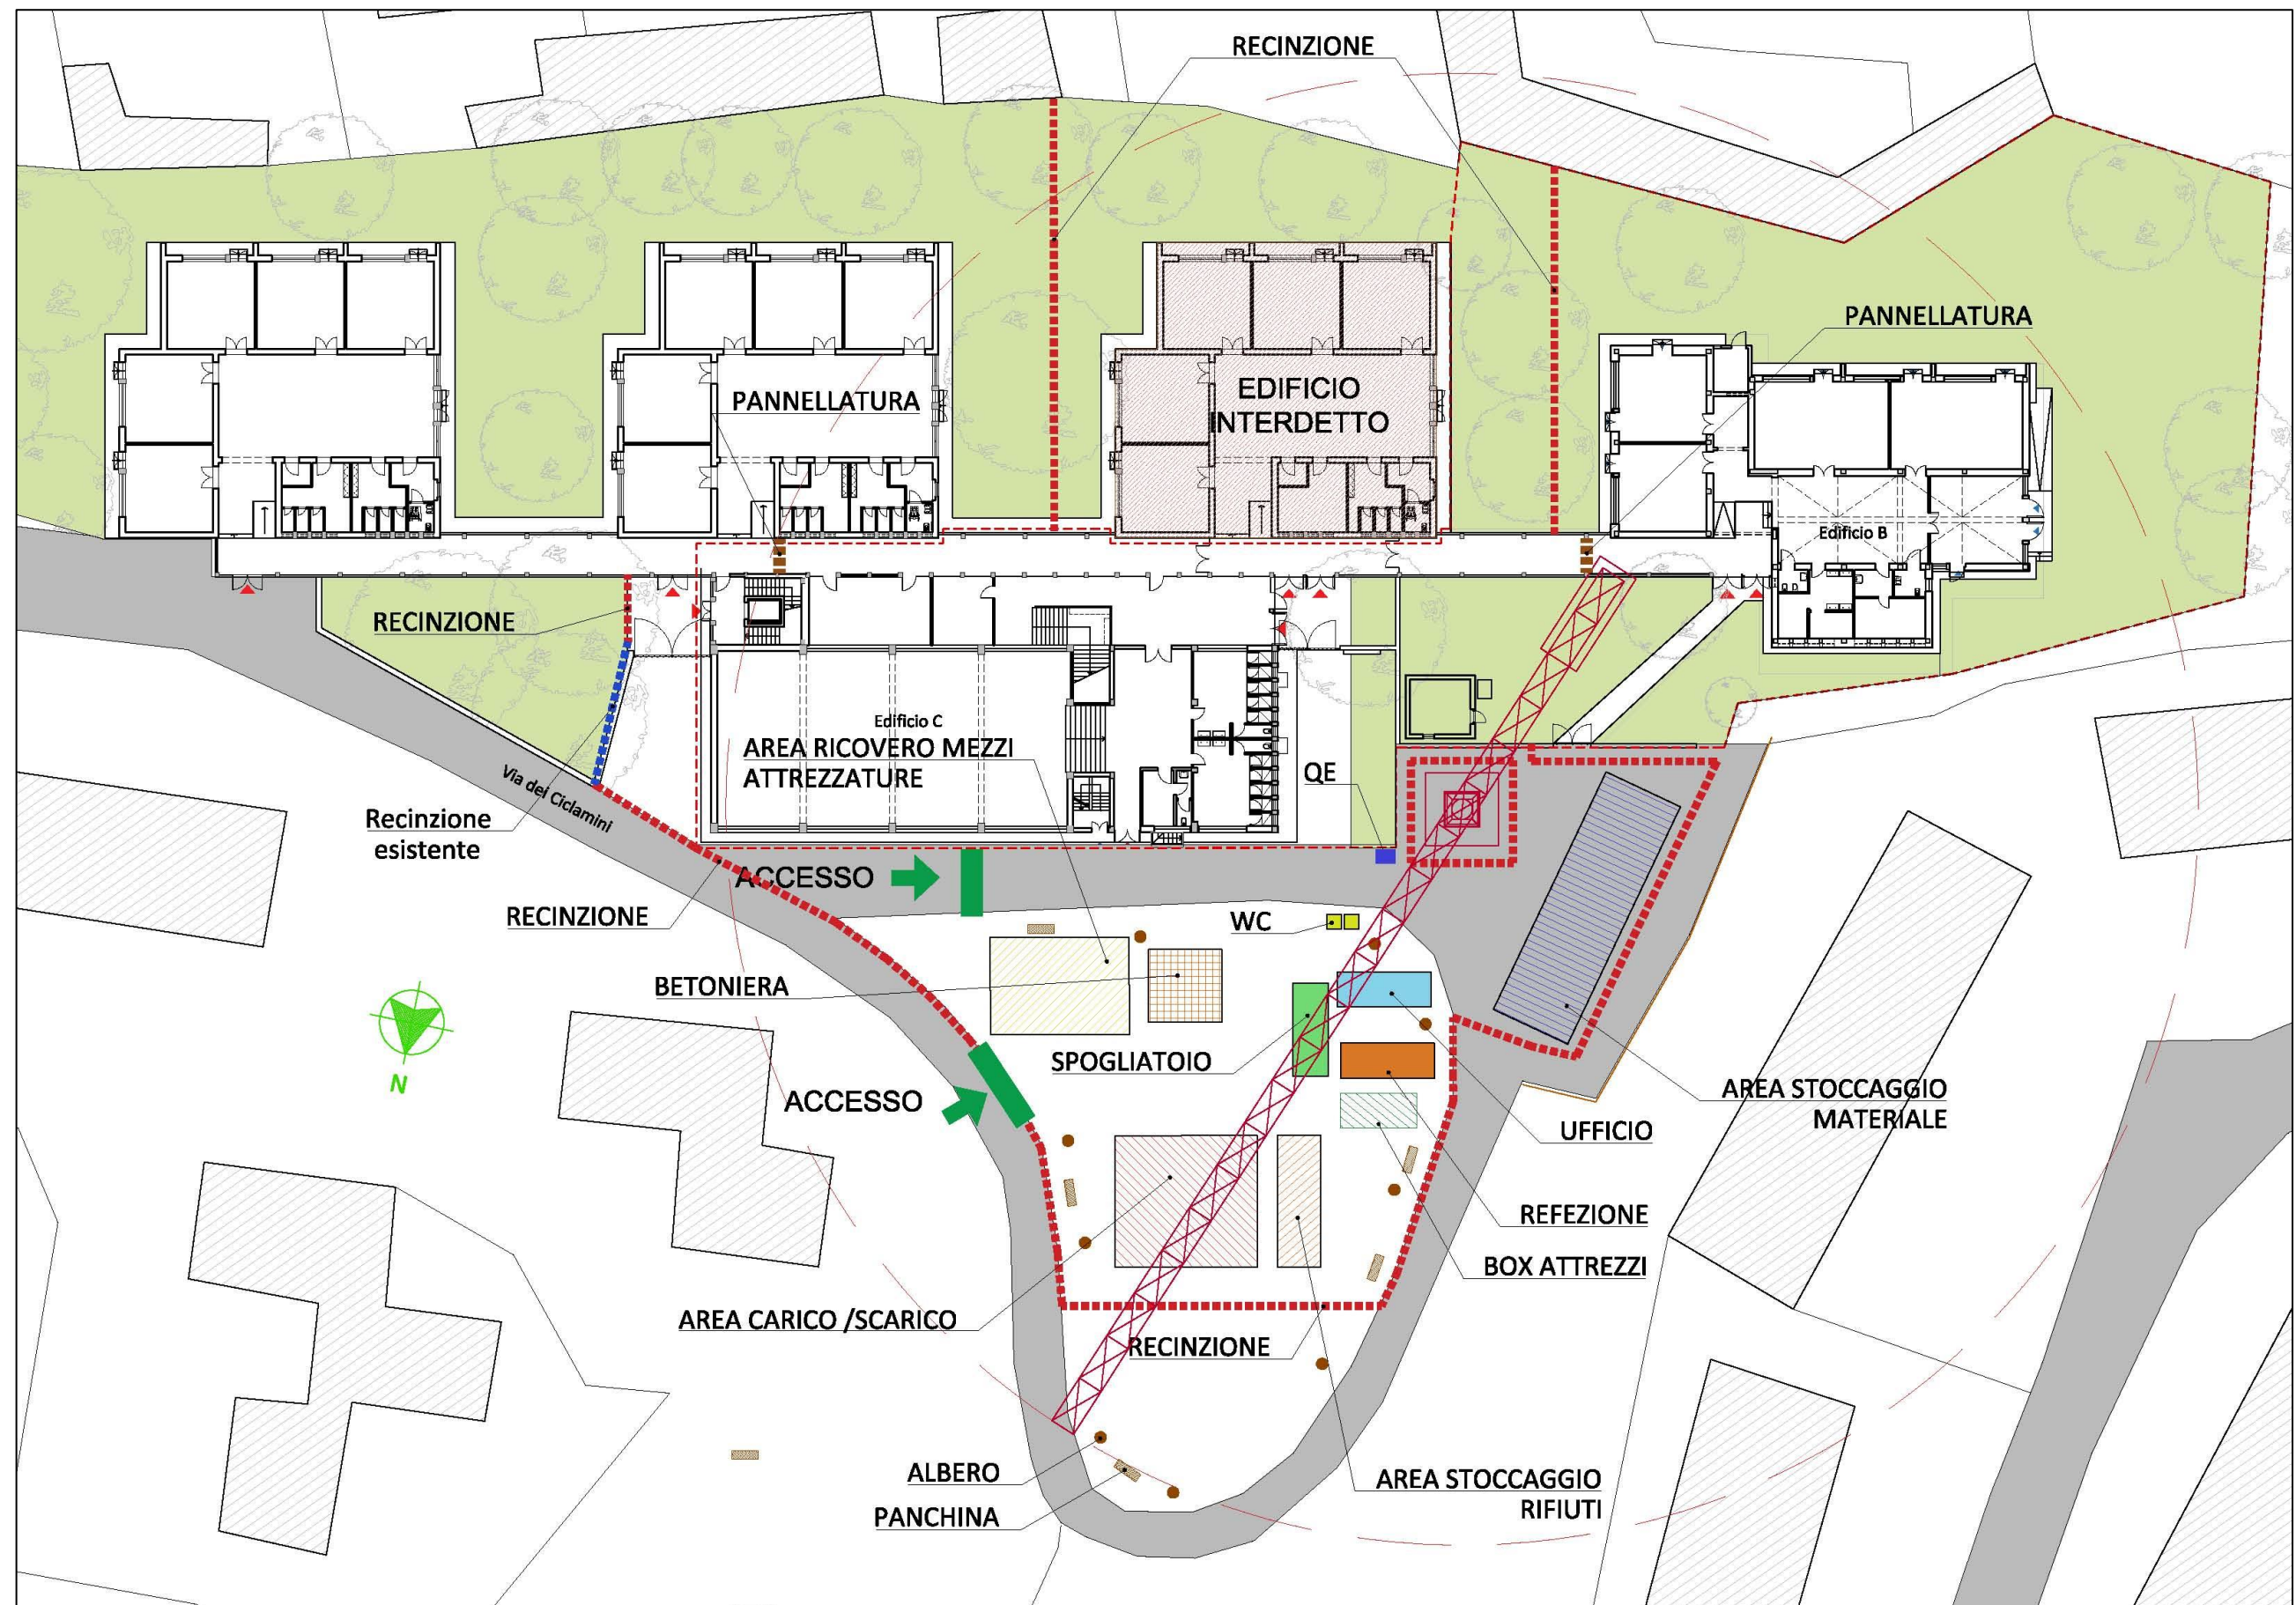 RECINZIONE
PANNELLATURA
EDIFICIO
INTERDETTO
PANNELLATURA
Edificio B
RECINZIONE
Edificio C
AREA RICOVERO MEZZI
ATTREZZATURE
QE
Via dei Ciclamini
Recinzione
esistente
ACCESSO
RECINZIONE
WC
BETONIERA
SPOGLIATOIO
N
ACCESSO
AREA STOCCAGGIO
MATERIALE
UFFICIO
REFEZIONE
BOX ATTREZZI
AREA CARICO /SCARICO
RECINZIONE
ALBERO
PANCHINA
AREA STOCCAGGIO
RIFIUTI